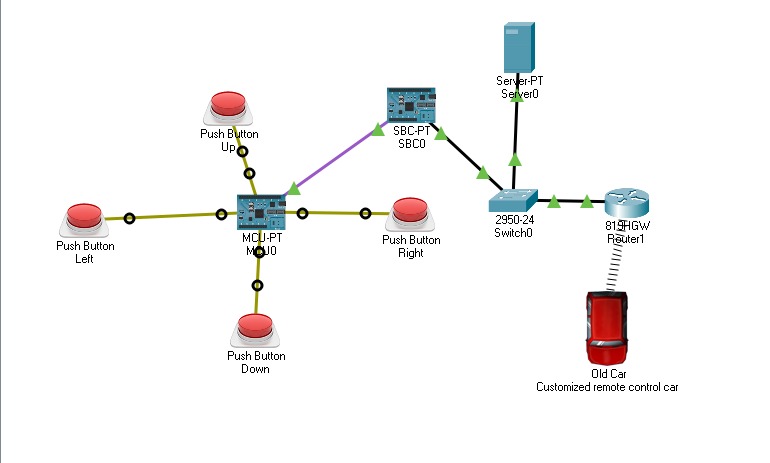 Server-PT
Server0
SBC-PT
SBC0
Push Button
Up
2950-24
Switch0
819HGW
Router1
MCU-PT
MCU0
Push Button
Left
Push Button
Right
Push Button
Down
Old Car
Customized remote control car